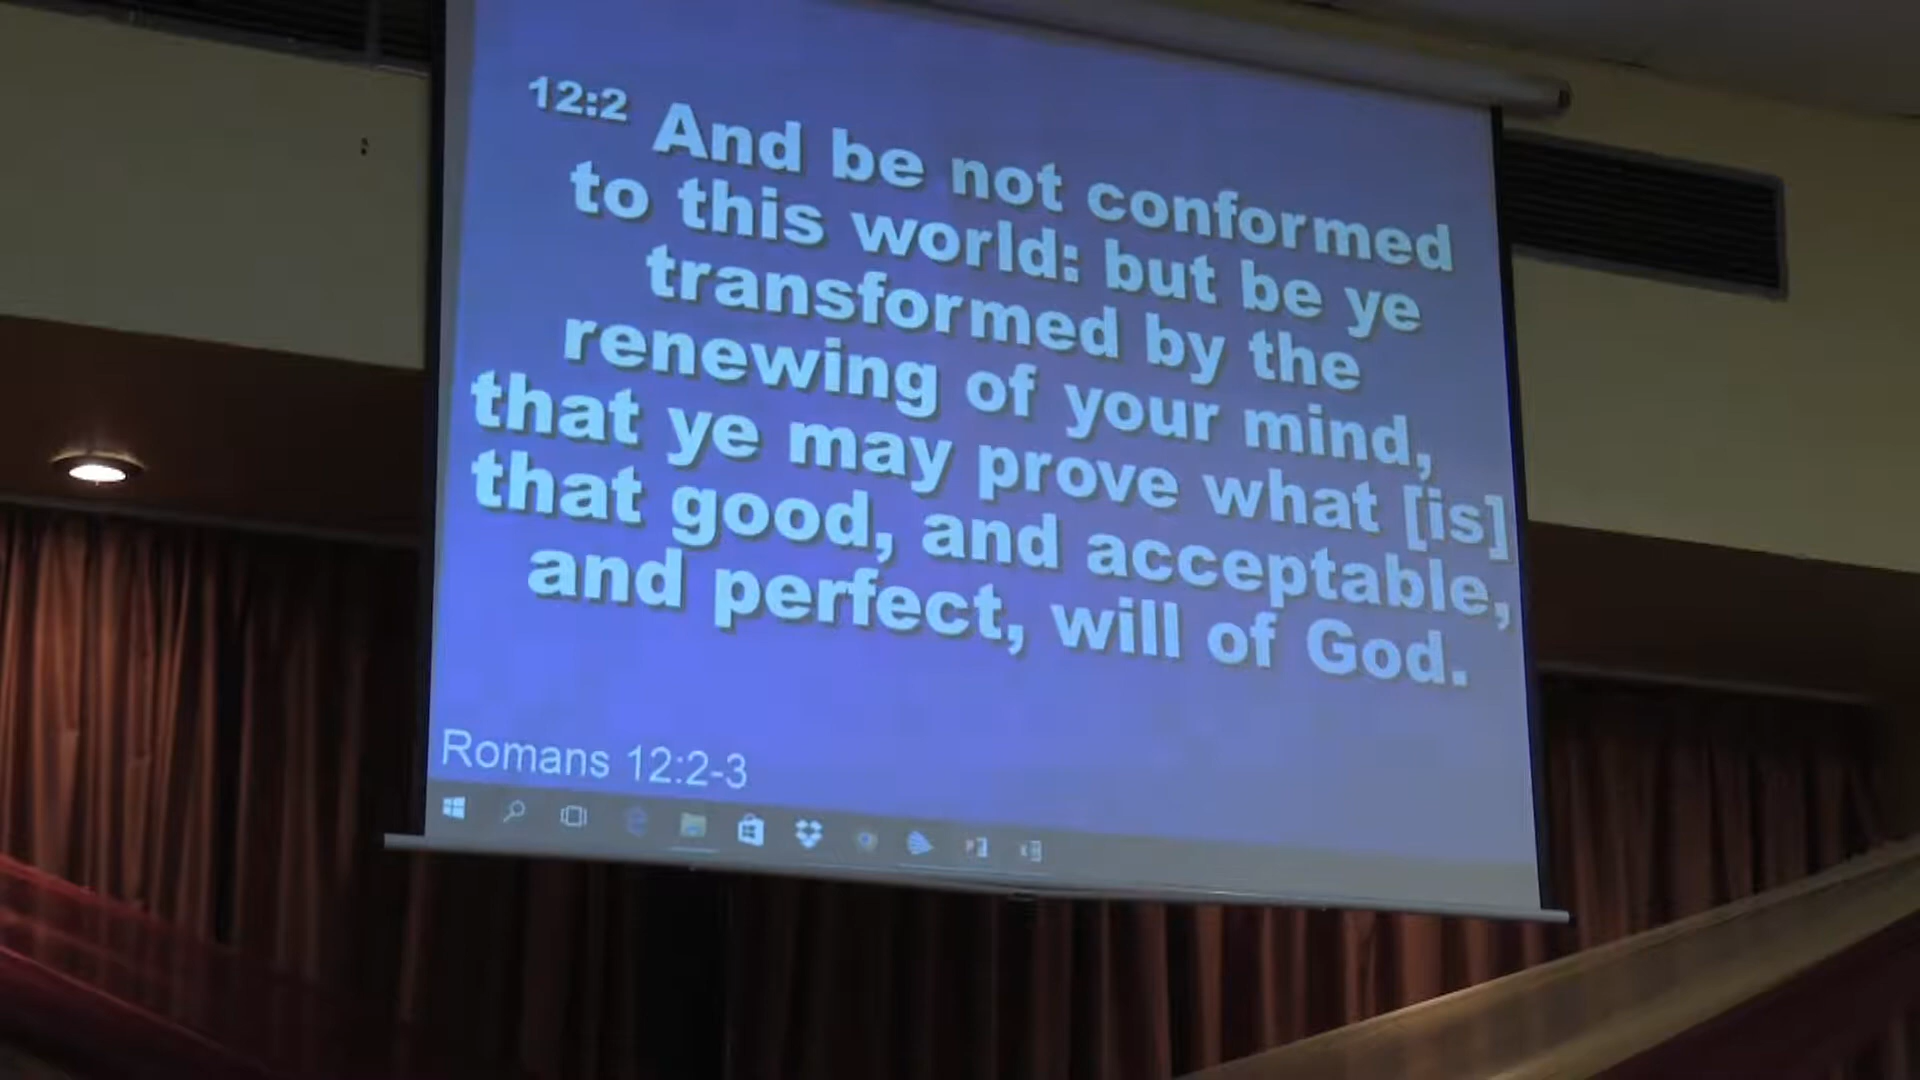 12:2 And be not conformed
to this world: but be ye
transformed by the
renewing of your mind,
that ye may prove what [is]
that good, and acceptable,
and perfect, will of God.
Romans 12:2-3